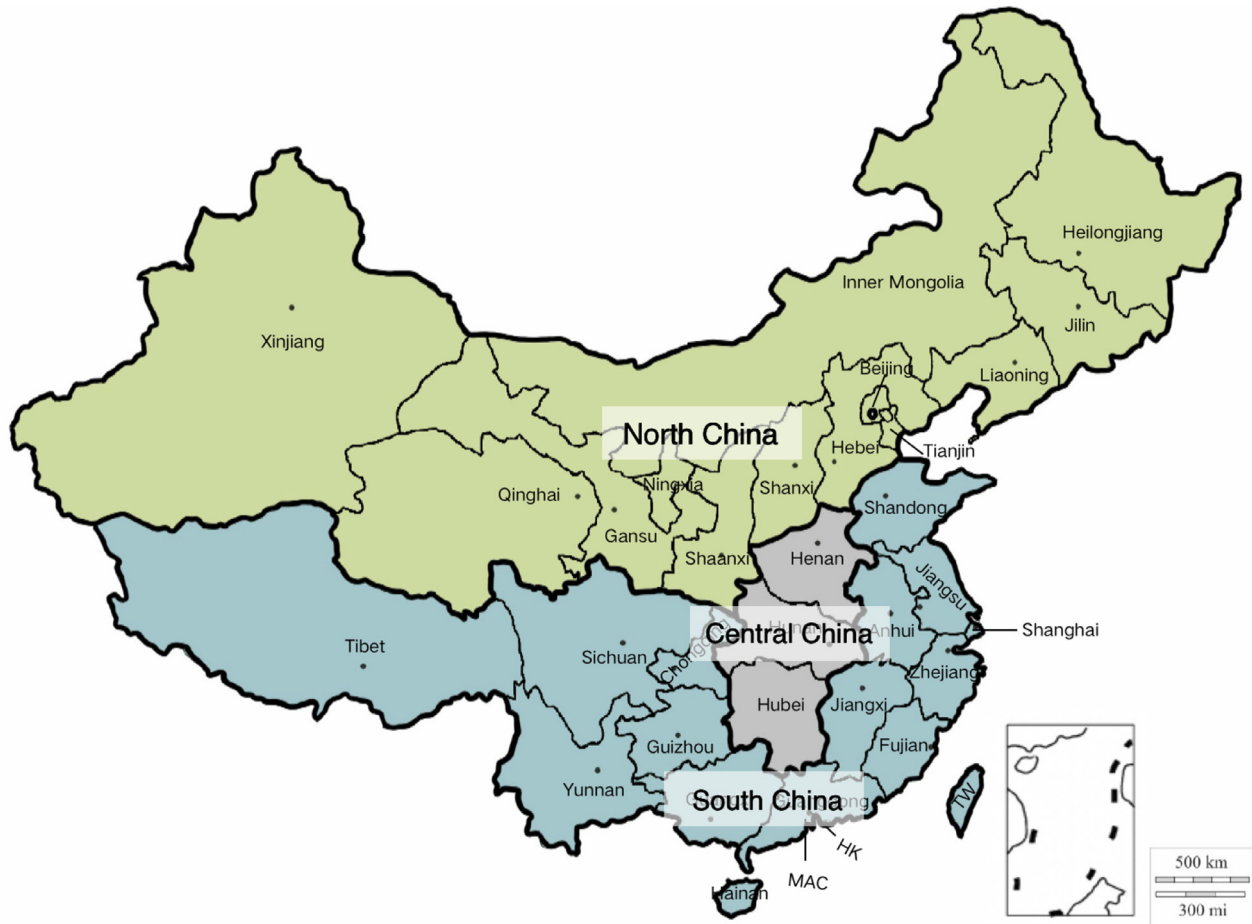 Heilongjiang
Inner Mongolia
Jilin
Xinjiang
Beijing
Liaoning
North China
Hebei
Tianjin
Qinghai
Ningxia
Shanxi
Shandong
Gansu
Shaanxi
Henan
Jiangsu
Central China
Hunan
Anhui
Shanghai
Tibet
Sichuan
Chongqing
Zhejiang
Hubei
Jiangxi
Guizhou
Fujian
Yunnan
South China
TW
HK
MAC
Hainan
500 km
300 mi